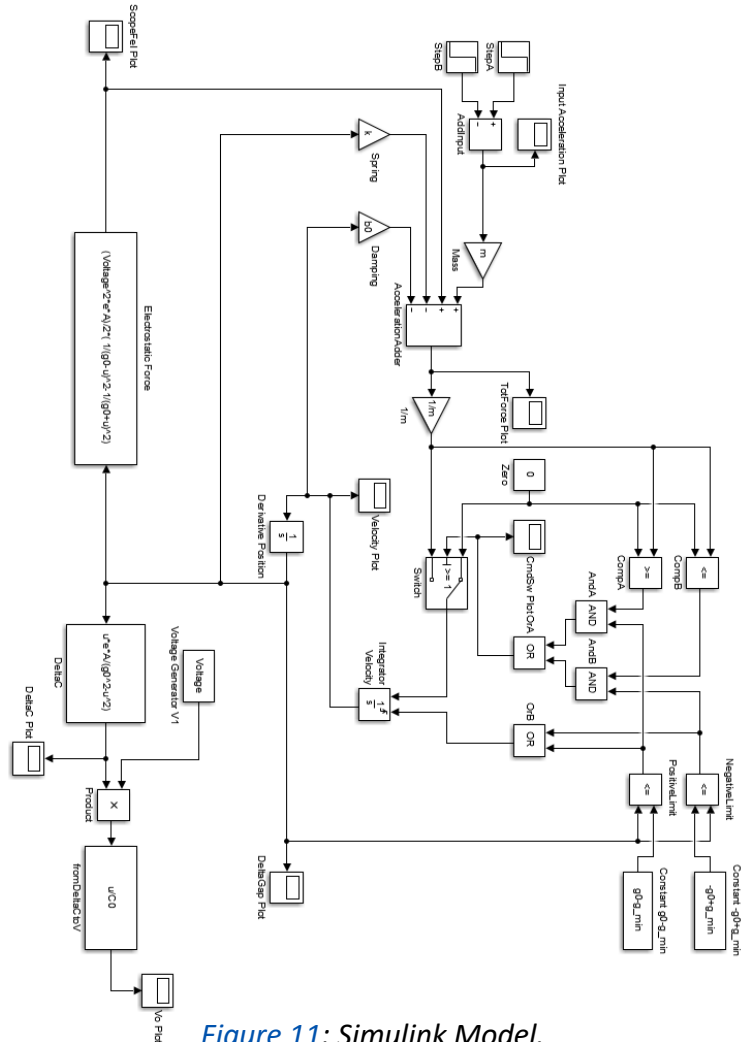 ScopeFel Plot
StepB
StepA
Input Acceleration Plot
+
−
AddInput
k
Spring
b0
Damping
m
Mass
+
+
−
−
AccelerationAdder
TotForce Plot
1/m
1/m
0
Zero
<=
CompB
>=
CompA
AND
AndA
AND
AndB
OR
OrA
OR
OrB
CmdSw Plot
>= 1
Switch
1
s
Integrator
Velocity
Velocity Plot
1
s
Derivative Position
<=
NegativeLimit
<=
PositiveLimit
-g0+g_min
Constant -g0+g_min
g0-g_min
Constant g0-g_min
DeltaGap Plot
Electrostatic Force
(Voltage^2*e*A)/2*( 1/(g0-u)^2-1/(g0+u)^2)
u*e*A/(g0^2-u^2)
DeltaC
Voltage
Voltage Generator V1
DeltaC Plot
×
Product
u/C0
fromDeltaCtoV
Vo Plot
Figure 11: Simulink Model.